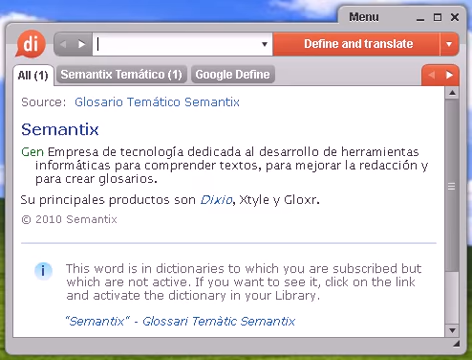 Menu
di
Define and translate
All (1)
Semantix Temático (1)
Google Define
Source: Glosario Temático Semantix
Semantix
Gen Empresa de tecnología dedicada al desarrollo de herramientas
informáticas para comprender textos, para mejorar la redacción y
para crear glosarios.
Su principales productos son Dixio, Xtyle y Gloxr.
© 2010 Semantix
i
This word is in dictionaries to which you are subscribed but
which are not active. If you want to see it, click on the link
and activate the dictionary in your Library.
"Semantix" - Glossari Temàtic Semantix